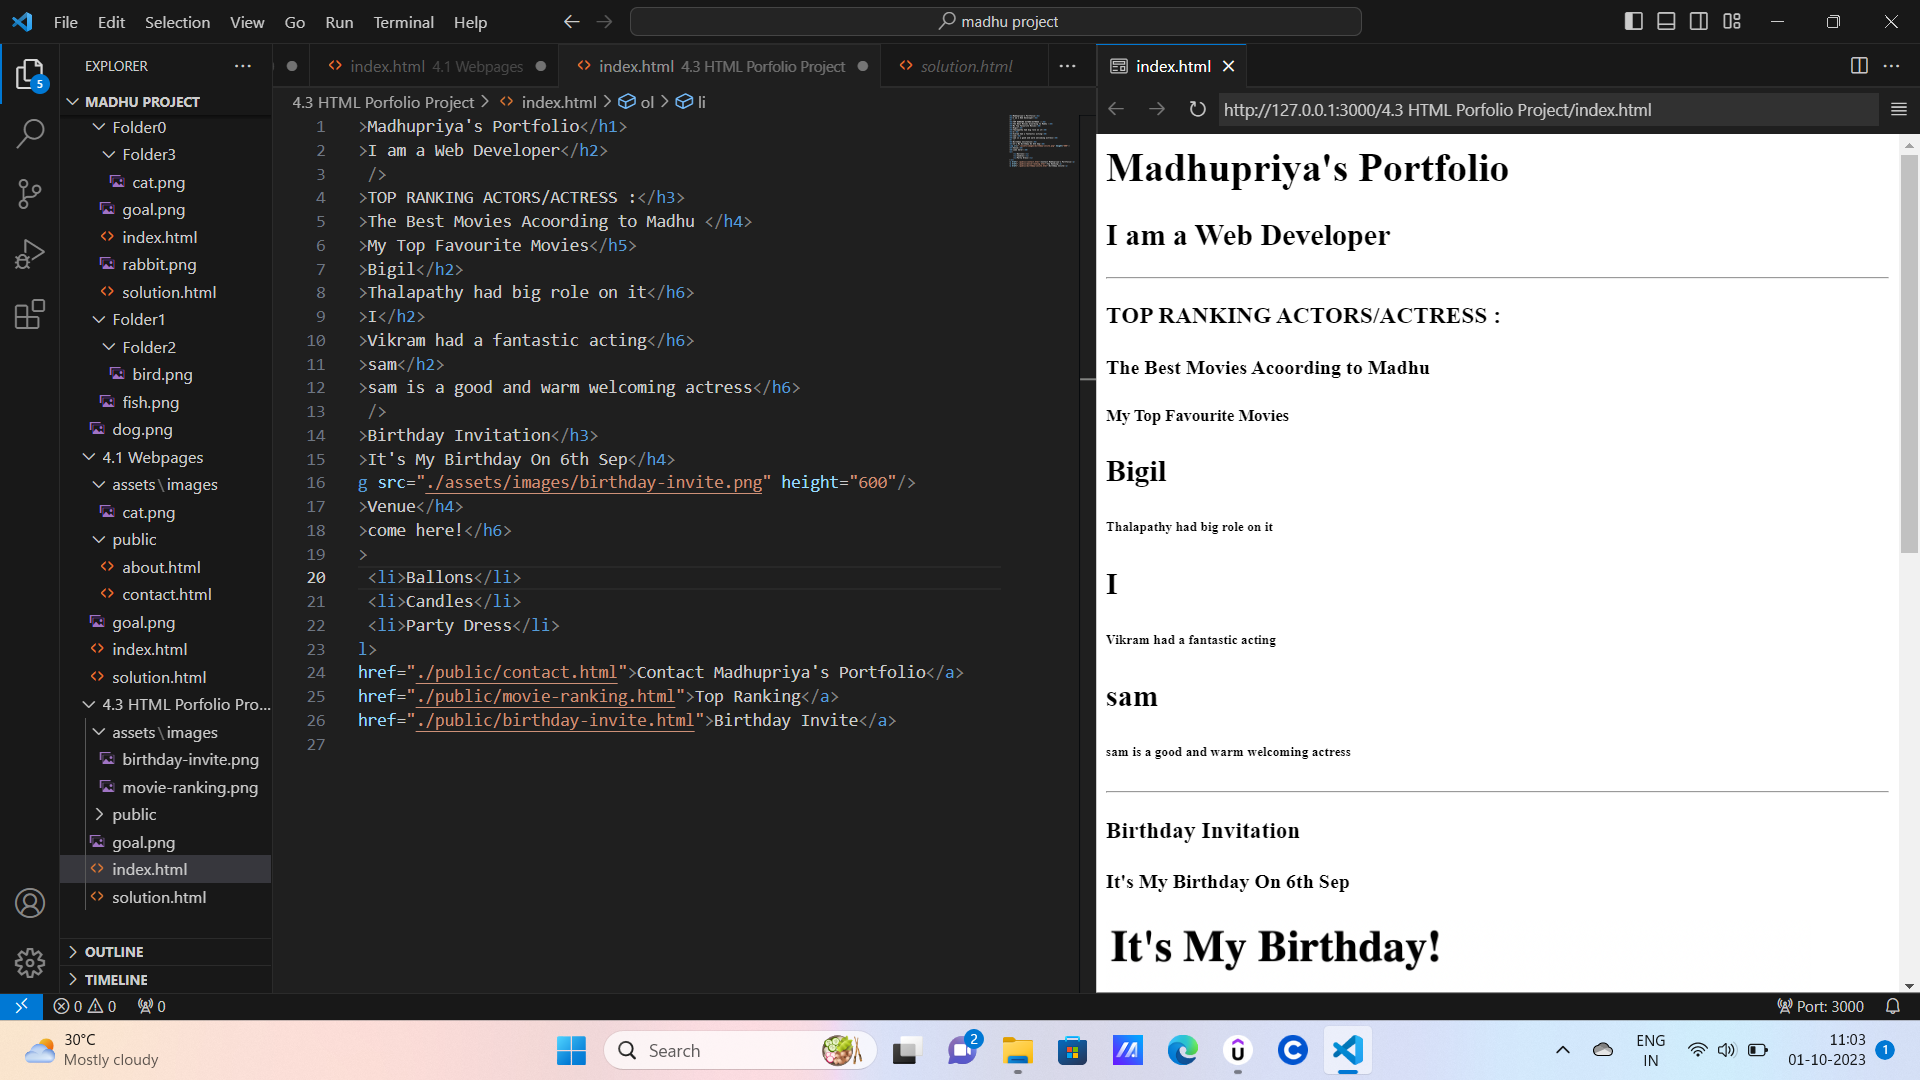 File Edit Selection View Go Run Terminal Help
madhu project
EXPLORER
MADHU PROJECT
Folder0
Folder3
cat.png
goal.png
index.html
rabbit.png
solution.html
Folder1
Folder2
bird.png
fish.png
dog.png
4.1 Webpages
assets\images
cat.png
public
about.html
contact.html
goal.png
index.html
solution.html
4.3 HTML Porfolio Pro...
assets\images
birthday-invite.png
movie-ranking.png
public
goal.png
index.html
solution.html
OUTLINE
TIMELINE
5
index.html 4.1 Webpages
index.html 4.3 HTML Porfolio Project
solution.html
4.3 HTML Porfolio Project > index.html > ol > li
1 >Madhupriya's Portfolio</h1>
2 >I am a Web Developer</h2>
3 />
4 >TOP RANKING ACTORS/ACTRESS :</h3>
5 >The Best Movies Acoording to Madhu </h4>
6 >My Top Favourite Movies</h5>
7 >Bigil</h2>
8 >Thalapathy had big role on it</h6>
9 >I</h2>
10 >Vikram had a fantastic acting</h6>
11 >sam</h2>
12 >sam is a good and warm welcoming actress</h6>
13 />
14 >Birthday Invitation</h3>
15 >It's My Birthday On 6th Sep</h4>
16 g src="./assets/images/birthday-invite.png" height="600"/>
17 >Venue</h4>
18 >come here!</h6>
19 >
20 <li>Ballons</li>
21 <li>Candles</li>
22 <li>Party Dress</li>
23 l>
24 href="./public/contact.html">Contact Madhupriya's Portfolio</a>
25 href="./public/movie-ranking.html">Top Ranking</a>
26 href="./public/birthday-invite.html">Birthday Invite</a>
27
index.html
http://127.0.0.1:3000/4.3 HTML Porfolio Project/index.html
Madhupriya's Portfolio
I am a Web Developer
TOP RANKING ACTORS/ACTRESS :
The Best Movies Acoording to Madhu
My Top Favourite Movies
Bigil
Thalapathy had big role on it
I
Vikram had a fantastic acting
sam
sam is a good and warm welcoming actress
Birthday Invitation
It's My Birthday On 6th Sep
It's My Birthday!
0 0 0
Port: 3000
30°C
Mostly cloudy
Search
2
ENG
IN
11:03
01-10-2023
1